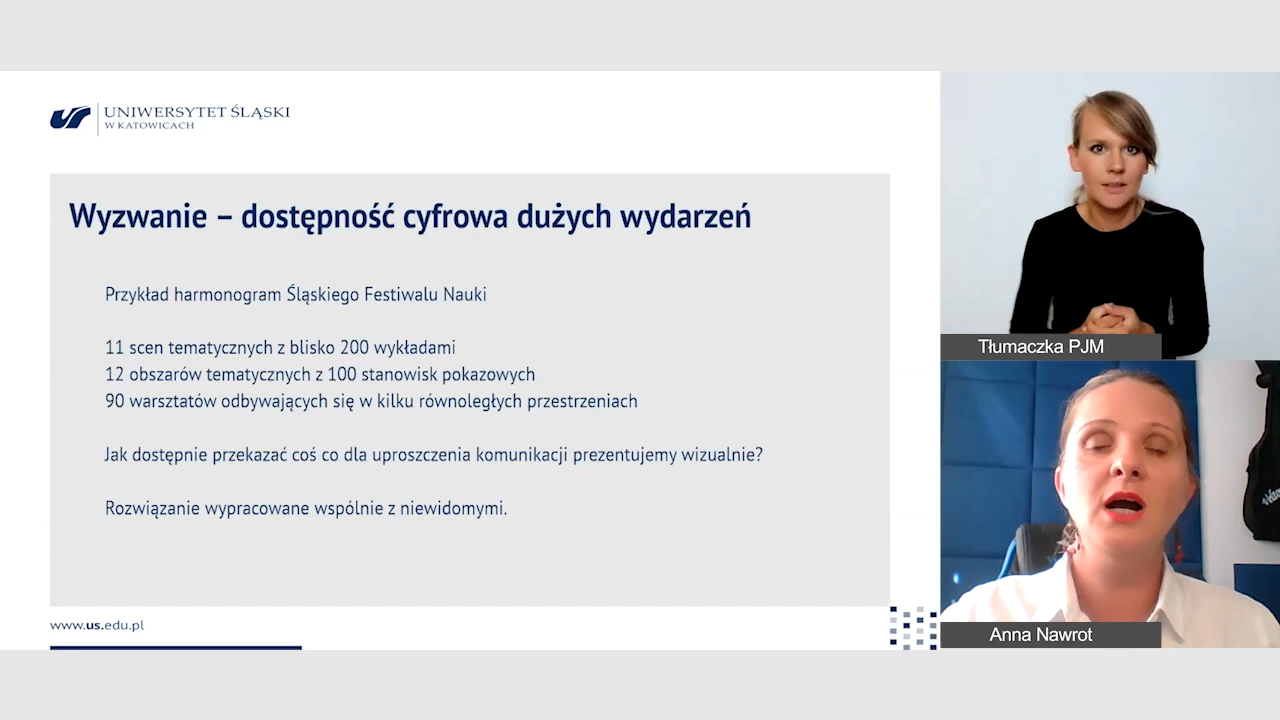 UNIWERSYTET ŚLĄSKI
W KATOWICACH
Wyzwanie – dostępność cyfrowa dużych wydarzeń
Przykład harmonogram Śląskiego Festiwalu Nauki
11 scen tematycznych z blisko 200 wykładami
12 obszarów tematycznych z 100 stanowisk pokazowych
90 warsztatów odbywających się w kilku równoległych przestrzeniach
Jak dostępnie przekazać coś co dla uproszczenia komunikacji prezentujemy wizualnie?
Rozwiązanie wypracowane wspólnie z niewidomymi.
www.us.edu.pl
Tłumaczka PJM
Anna Nawrot